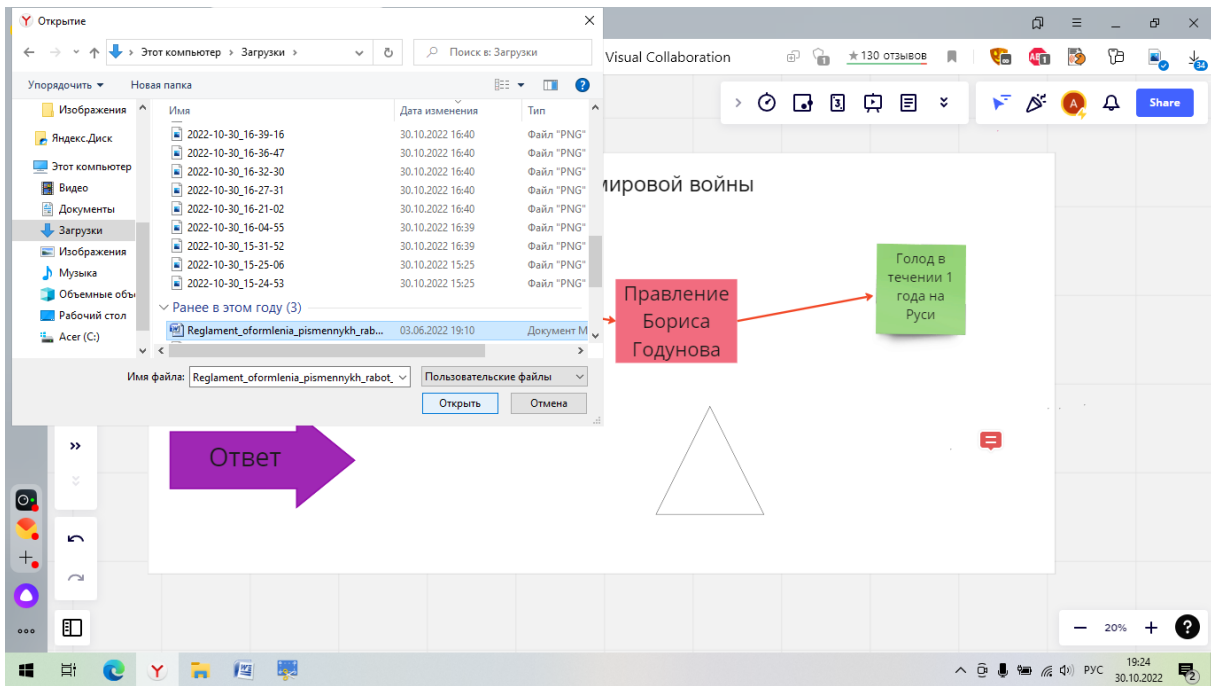 Открытие
Этот компьютер › Загрузки ›
Поиск в: Загрузки
Visual Collaboration
130 отзывов
34
Упорядочить
Новая папка
Share
Изображения
Яндекс.Диск
Этот компьютер
Видео
Документы
Загрузки
Изображения
Музыка
Объемные объ
Рабочий стол
Acer (C:)
Имя
Дата изменения
Тип
2022-10-30_16-39-16
30.10.2022 16:40
Файл "PNG"
2022-10-30_16-36-47
30.10.2022 16:40
Файл "PNG"
2022-10-30_16-32-30
30.10.2022 16:40
Файл "PNG"
2022-10-30_16-27-31
30.10.2022 16:40
Файл "PNG"
2022-10-30_16-21-02
30.10.2022 16:40
Файл "PNG"
2022-10-30_16-04-55
30.10.2022 16:39
Файл "PNG"
2022-10-30_15-31-52
30.10.2022 16:39
Файл "PNG"
2022-10-30_15-25-06
30.10.2022 15:25
Файл "PNG"
2022-10-30_15-24-53
30.10.2022 15:25
Файл "PNG"
Ранее в этом году (3)
Reglament_oformlenia_pismennykh_rab...
03.06.2022 19:10
Документ M
Имя файла:
Reglament_oformlenia_pismennykh_rabot_
Пользовательские файлы
Открыть
Отмена
мировой войны
Правление
Бориса
Годунова
Голод в
течении 1
года на
Руси
Ответ
20%
РУС
19:24
30.10.2022
2